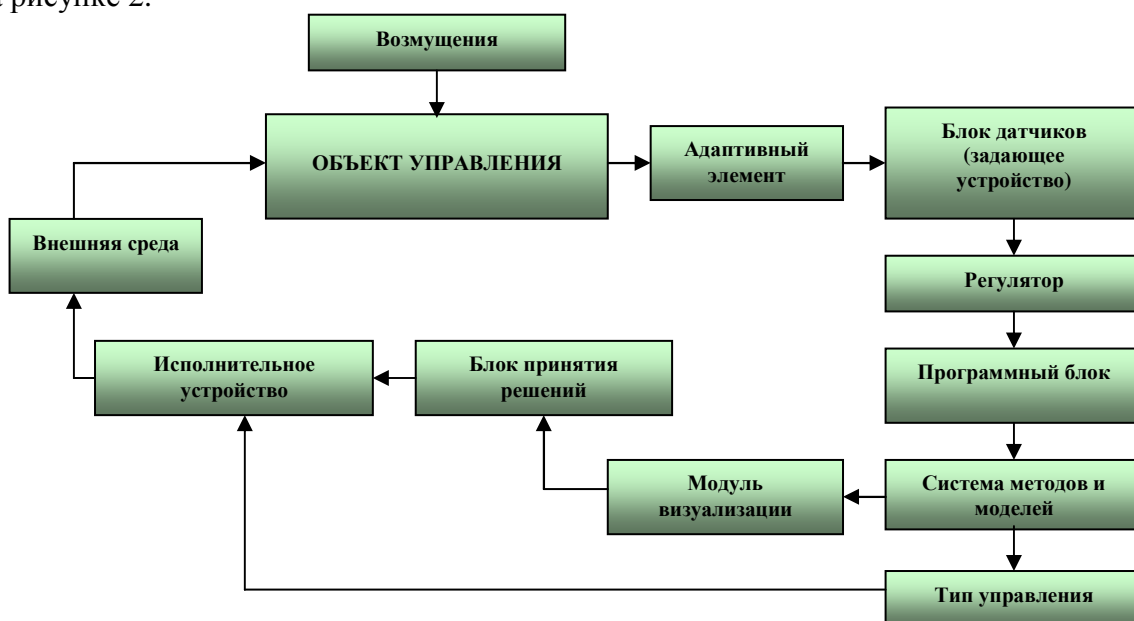 рисунке 2.
Возмущения
ОБЪЕКТ УПРАВЛЕНИЯ
Адаптивный
элемент
Блок датчиков
(задающее
устройство)
Внешняя среда
Регулятор
Исполнительное
устройство
Блок принятия
решений
Программный блок
Модуль
визуализации
Система методов и
моделей
Тип управления